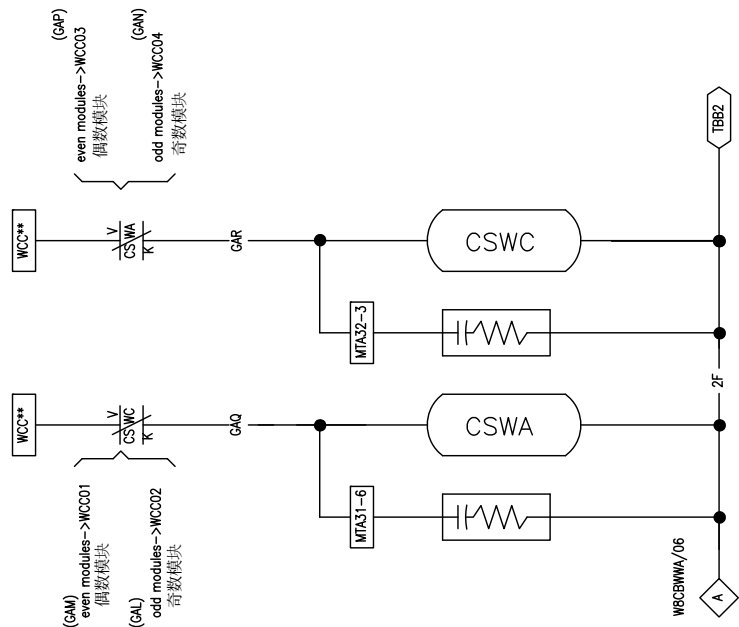 (GAP)
even modules->WCC03
偶数模块
(GAN)
odd modules->WCC04
奇数模块
WCC**
V
CSWA
K
GAR
MTA32-3
CSWC
TBB2
WCC**
V
CSWC
K
GAQ
MTA31-6
CSWA
2F
(GAM)
even modules->WCC01
偶数模块
(GAL)
odd modules->WCC02
奇数模块
W8CBWWA/06
A